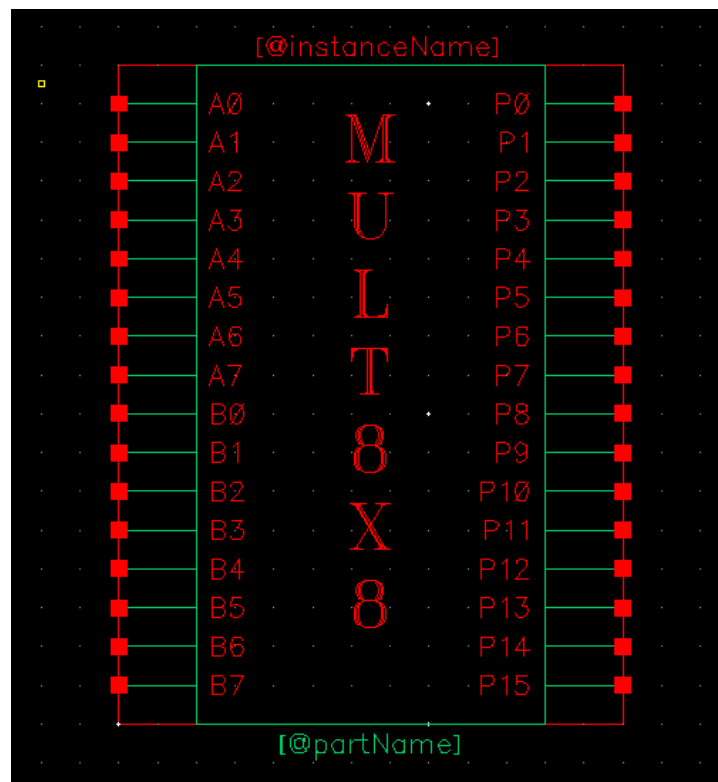 [@instanceName]
A0 P0
A1 P1
A2 P2
A3 P3
A4 P4
A5 P5
A6 P6
A7 P7
B0 P8
B1 P9
B2 P10
B3 P11
B4 P12
B5 P13
B6 P14
B7 P15
M
U
L
T
8
X
8
[@partName]